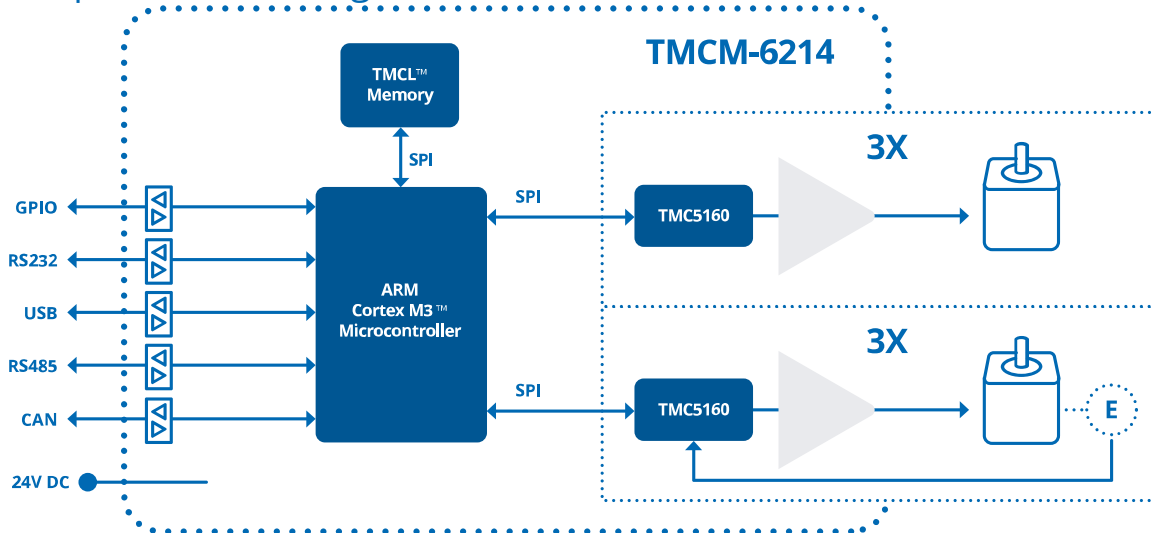 TMCM-6214
TMCL™
Memory
SPI
3X
GPIO
RS232
USB
RS485
CAN
24V DC
ARM
Cortex M3™
Microcontroller
SPI
TMC5160
3X
SPI
TMC5160
E